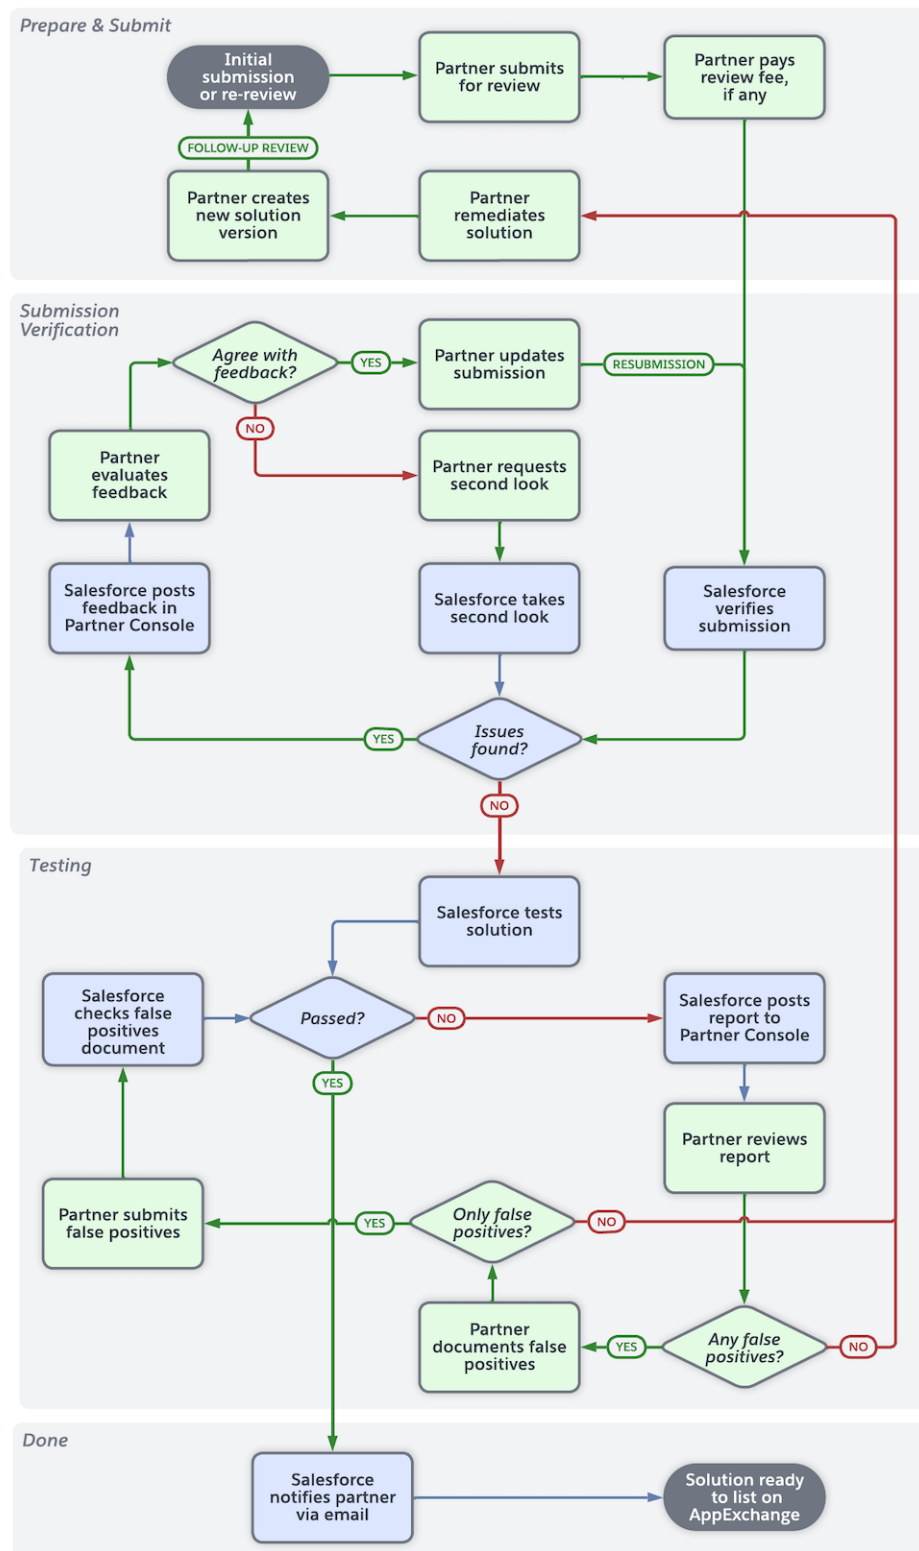 Prepare & Submit
Initial
submission
or re-review
Partner submits
for review
Partner pays
review fee,
if any
FOLLOW-UP REVIEW
Partner creates
new solution
version
Partner
remediates
solution
Submission
Verification
Agree with
feedback?
YES
Partner updates
submission
RESUBMISSION
NO
Partner
evaluates
feedback
Partner requests
second look
Salesforce posts
feedback in
Partner Console
Salesforce takes
second look
Salesforce
verifies
submission
Issues
found?
YES
NO
Testing
Salesforce tests
solution
Salesforce
checks false
positives
document
Passed?
NO
Salesforce posts
report to
Partner Console
YES
Partner reviews
report
Partner submits
false positives
YES
Only false
positives?
NO
Partner
documents false
positives
YES
Any false
positives?
NO
Done
Salesforce
notifies partner
via email
Solution ready
to list on
AppExchange